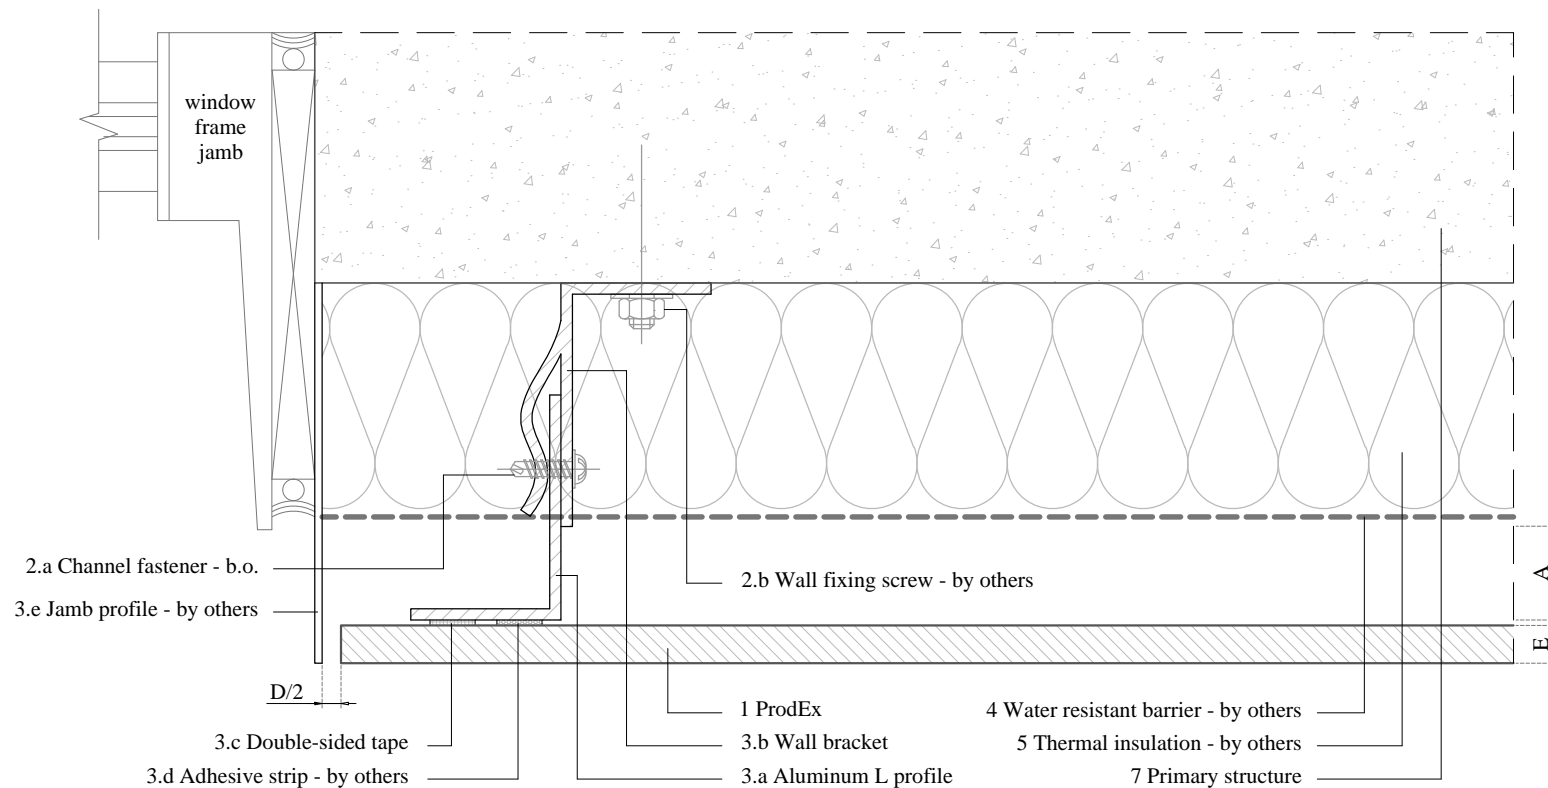 window
frame
jamb
2.a Channel fastener - b.o.
3.e Jamb profile - by others
2.b Wall fixing screw - by others
A
E
D/2
1 ProdEx
4 Water resistant barrier - by others
3.c Double-sided tape
3.b Wall bracket
5 Thermal insulation - by others
3.d Adhesive strip - by others
3.a Aluminum L profile
7 Primary structure